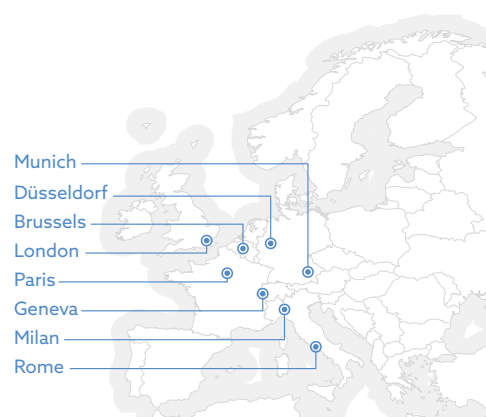 Munich
Düsseldorf
Brussels
London
Paris
Geneva
Milan
Rome